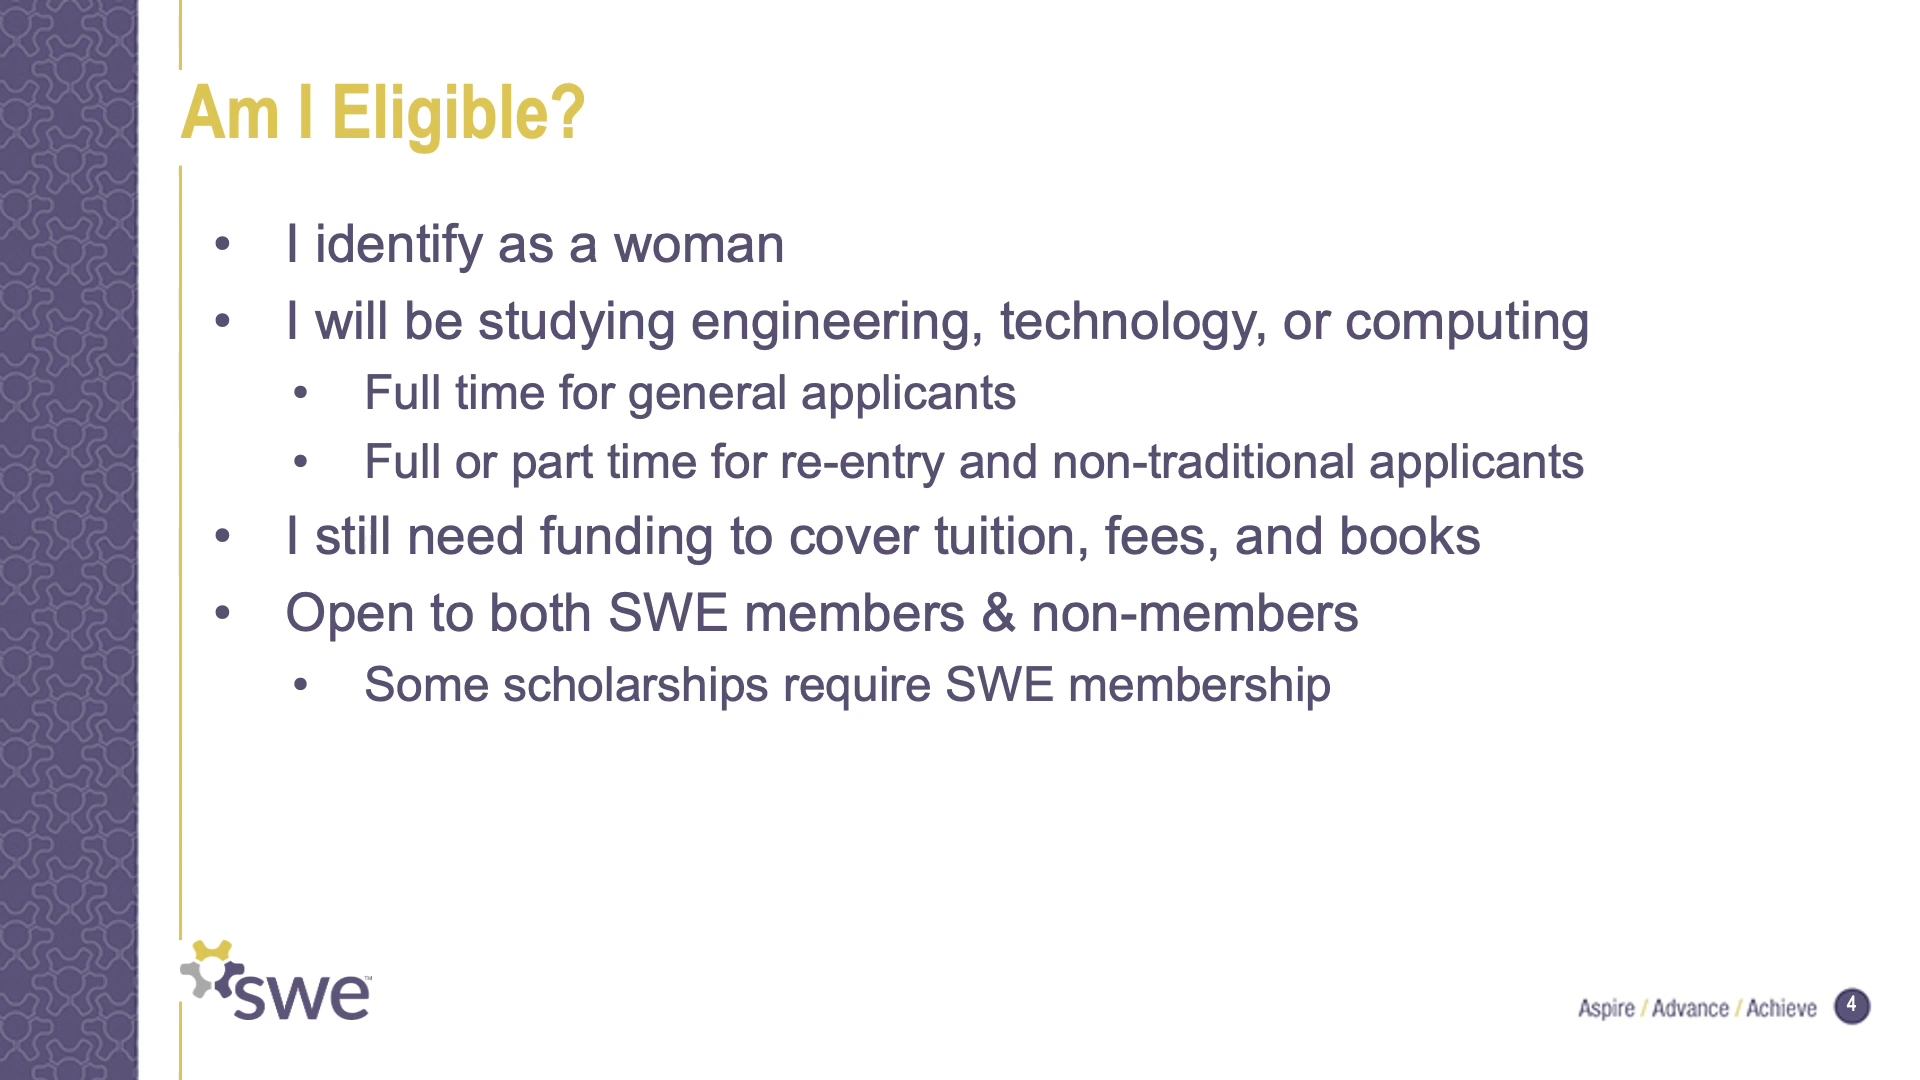 Am I Eligible?
• I identify as a woman
• I will be studying engineering, technology, or computing
• Full time for general applicants
• Full or part time for re-entry and non-traditional applicants
• I still need funding to cover tuition, fees, and books
• Open to both SWE members & non-members
• Some scholarships require SWE membership
swe™
Aspire / Advance / Achieve 4